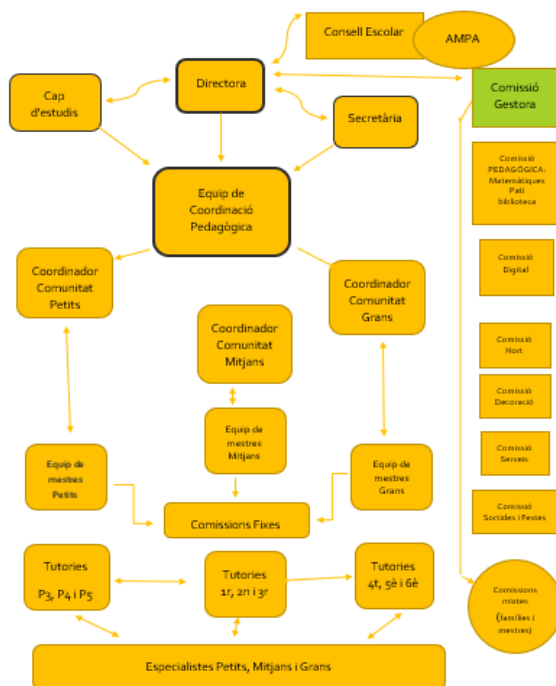 Consell Escolar
AMPA
Directora
Cap
d'estudis
Secretària
Comissió
Gestora
Equip de
Coordinació
Pedagògica
Comissió
PEDAGÒGICA:
Matemàtiques
Pati
biblioteca
Coordinador
Comunitat
Petits
Coordinador
Comunitat
Mitjans
Coordinador
Comunitat
Grans
Comissió
Digital
Comissió
Hort
Comissió
Decoració
Equip de
mestres
Petits
Equip de
mestres
Mitjans
Equip de
mestres
Grans
Comissió
Serveis
Comissions Fixes
Comissió
Sortides i Festes
Tutories
P3, P4 i P5
Tutories
1r, 2n i 3r
Tutories
4t, 5è i 6è
Comissions
mixtes
(famílies i
mestres)
Especialistes Petits, Mitjans i Grans